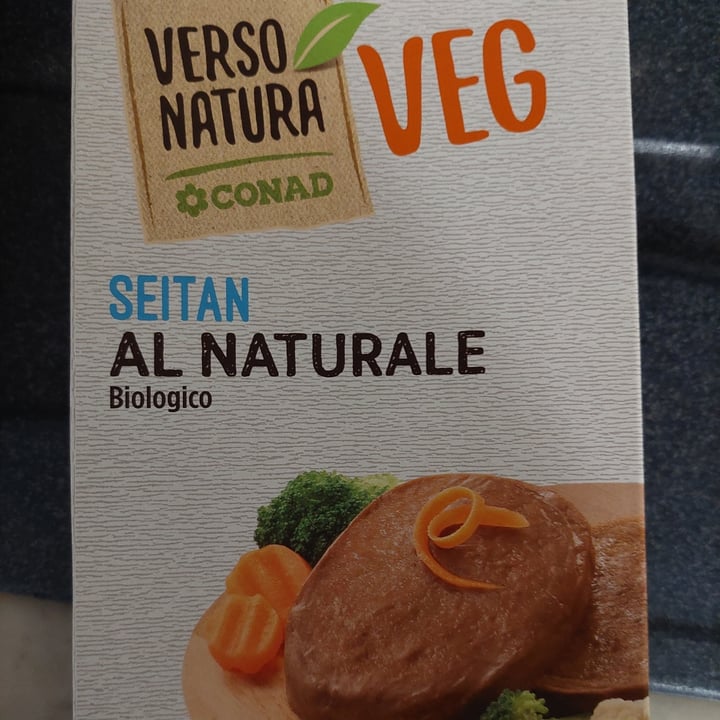 VERSO
NATURA
CONAD
VEG
SEITAN
AL NATURALE
Biologico